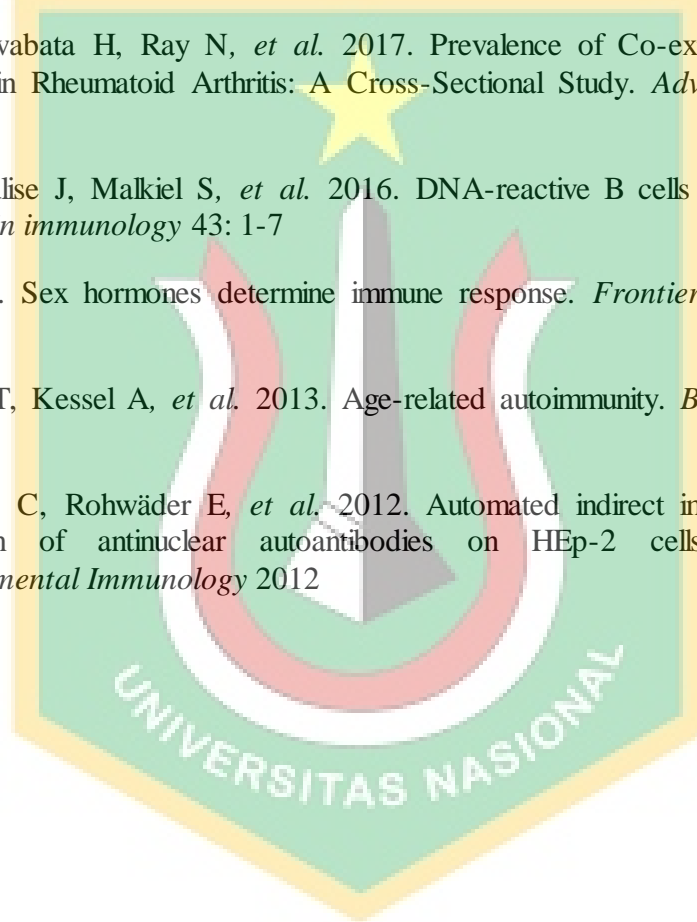 wabata H, Ray N, et al. 2017. Prevalence of Co-ex
in Rheumatoid Arthritis: A Cross-Sectional Study. Adv
lise J, Malkiel S, et al. 2016. DNA-reactive B cells
n immunology 43: 1-7
. Sex hormones determine immune response. Frontier
T, Kessel A, et al. 2013. Age-related autoimmunity. B
C, Rohwäder E, et al. 2012. Automated indirect in
n of antinuclear autoantibodies on HEp-2 cells
mental Immunology 2012
UNIVERSITAS NASIONAL